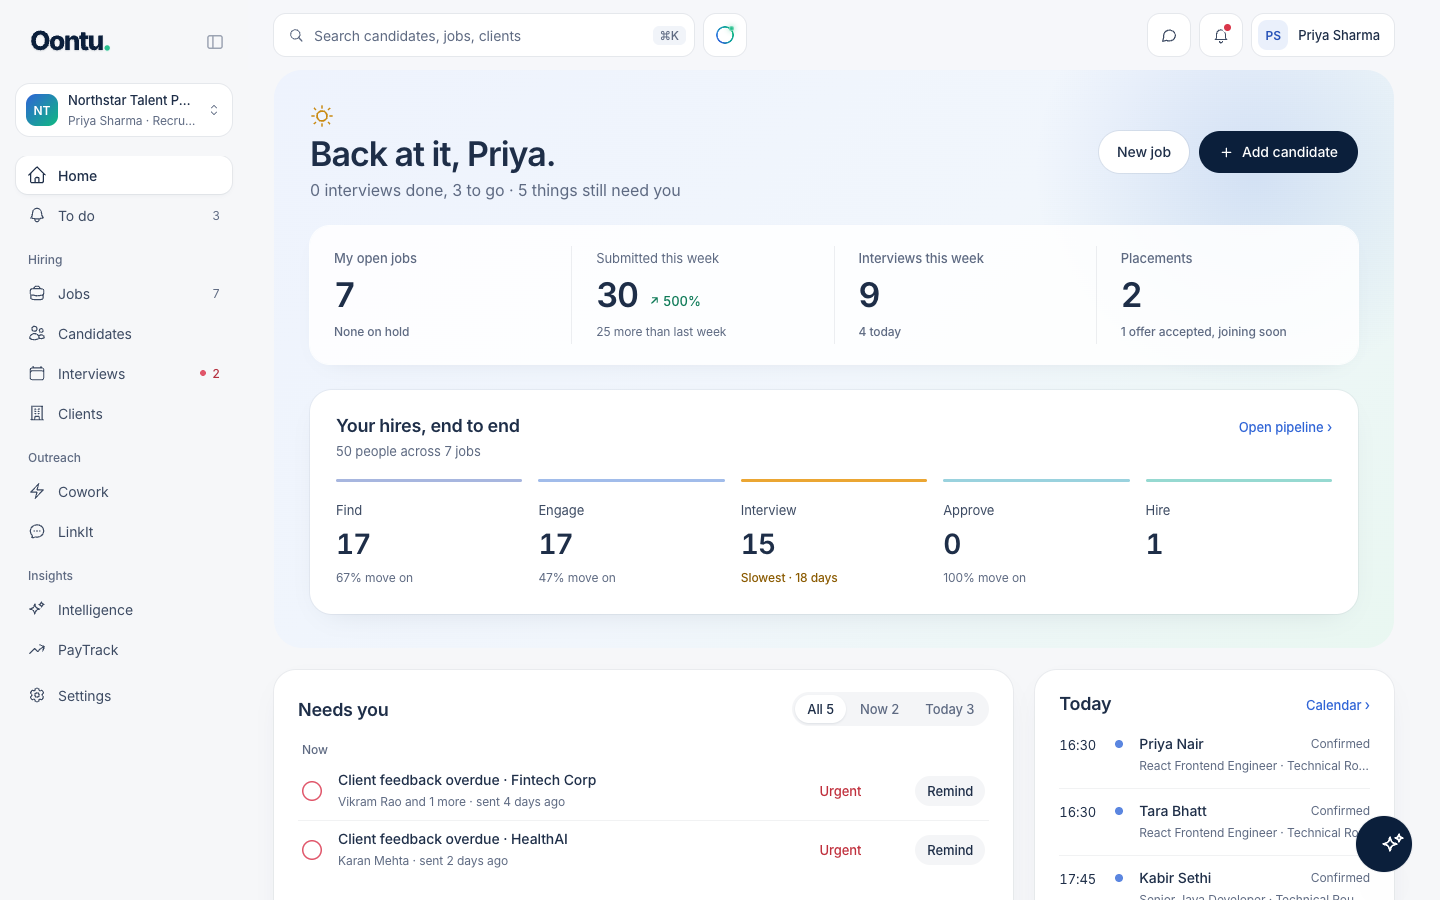 Oontu.
Search candidates, jobs, clients
⌘K
PS
Priya Sharma
NT
Northstar Talent P...
Priya Sharma · Recru...
Home
To do
3
Hiring
Jobs
7
Candidates
Interviews
2
Clients
Outreach
Cowork
LinkIt
Insights
Intelligence
PayTrack
Settings
Back at it, Priya.
0 interviews done, 3 to go · 5 things still need you
New job
+ Add candidate
My open jobs
7
None on hold
Submitted this week
30 ↗ 500%
25 more than last week
Interviews this week
9
4 today
Placements
2
1 offer accepted, joining soon
Your hires, end to end
Open pipeline ›
50 people across 7 jobs
Find
17
67% move on
Engage
17
47% move on
Interview
15
Slowest · 18 days
Approve
0
100% move on
Hire
1
Needs you
All 5
Now 2
Today 3
Now
Client feedback overdue · Fintech Corp
Vikram Rao and 1 more · sent 4 days ago
Urgent
Remind
Client feedback overdue · HealthAI
Karan Mehta · sent 2 days ago
Urgent
Remind
Today
Calendar ›
16:30
Priya Nair
Confirmed
React Frontend Engineer · Technical Ro...
16:30
Tara Bhatt
Confirmed
React Frontend Engineer · Technical Ro
17:45
Kabir Sethi
Confirmed
Senior Java Developer · Technical Rou...